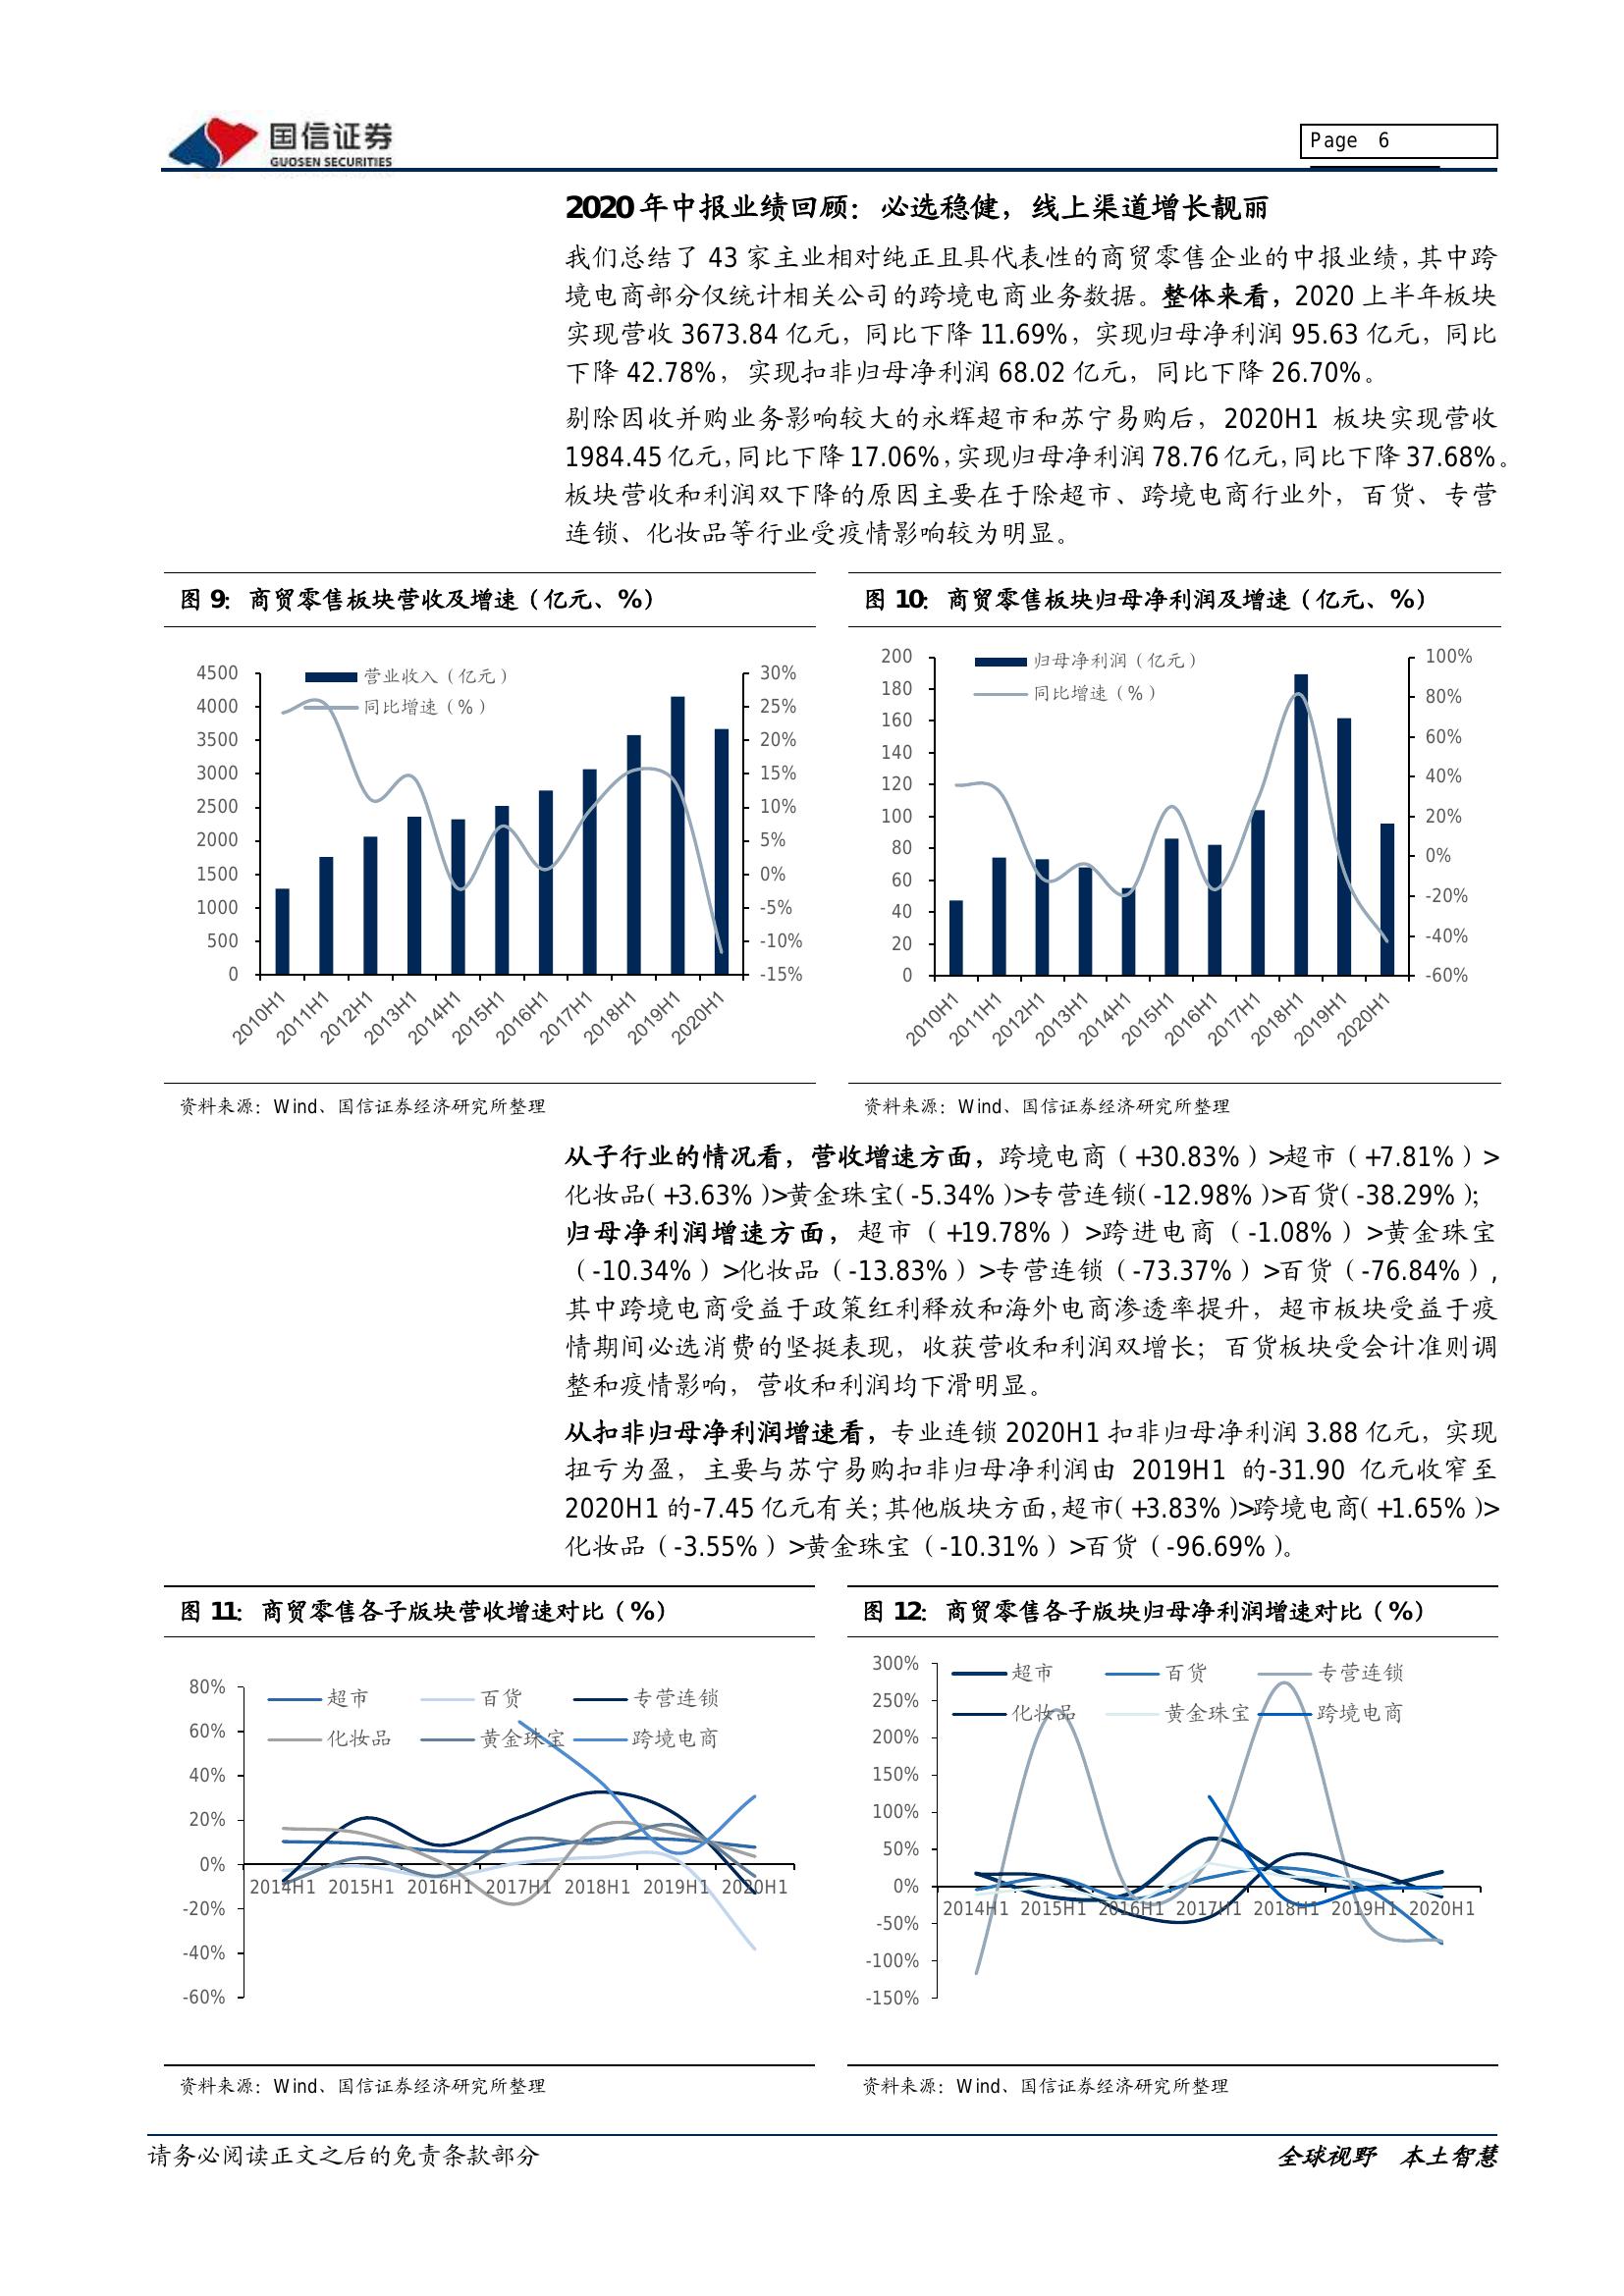 国信证券
GUOSEN SECURITIES
Page 6
2020年中报业绩回顾：必选稳健，线上渠道增长靓丽
我们总结了 43 家主业相对纯正且具代表性的商贸零售企业的中报业绩，其中跨
境电商部分仅统计相关公司的跨境电商业务数据。整体来看，2020 上半年板块
实现营收 3673.84 亿元，同比下降 11.69%，实现归母净利润 95.63 亿元，同比
下降 42.78%，实现扣非归母净利润 68.02 亿元，同比下降 26.70%。
剔除因收并购业务影响较大的永辉超市和苏宁易购后，2020H1 板块实现营收
1984.45 亿元，同比下降 17.06%，实现归母净利润 78.76 亿元，同比下降 37.68%。
板块营收和利润双下降的原因主要在于除超市、跨境电商行业外，百货、专营
连锁、化妆品等行业受疫情影响较为明显。
图 9：商贸零售板块营收及增速（亿元、%）
4500
4000
3500
3000
2500
2000
1500
1000
500
0
营业收入（亿元）
同比增速（%）
30%
25%
20%
15%
10%
5%
0%
-5%
-10%
-15%
2010H1 2011H1 2012H1 2013H1 2014H1 2015H1 2016H1 2017H1 2018H1 2019H1 2020H1
资料来源：Wind、国信证券经济研究所整理
图 10：商贸零售板块归母净利润及增速（亿元、%）
200
180
160
140
120
100
80
60
40
20
0
归母净利润（亿元）
同比增速（%）
100%
80%
60%
40%
20%
0%
-20%
-40%
-60%
2010H1 2011H1 2012H1 2013H1 2014H1 2015H1 2016H1 2017H1 2018H1 2019H1 2020H1
资料来源：Wind、国信证券经济研究所整理
从子行业的情况看，营收增速方面，跨境电商（+30.83%）>超市（+7.81%）>
化妆品（+3.63%）>黄金珠宝（-5.34%）>专营连锁（-12.98%）>百货（-38.29%）；
归母净利润增速方面，超市（+19.78%）>跨进电商（-1.08%）>黄金珠宝
（-10.34%）>化妆品（-13.83%）>专营连锁（-73.37%）>百货（-76.84%），
其中跨境电商受益于政策红利释放和海外电商渗透率提升，超市板块受益于疫
情期间必选消费的坚挺表现，收获营收和利润双增长；百货板块受会计准则调
整和疫情影响，营收和利润均下滑明显。
从扣非归母净利润增速看，专业连锁 2020H1 扣非归母净利润 3.88 亿元，实现
扭亏为盈，主要与苏宁易购扣非归母净利润由 2019H1 的-31.90 亿元收窄至
2020H1 的-7.45 亿元有关；其他版块方面，超市（+3.83%）>跨境电商（+1.65%）>
化妆品（-3.55%）>黄金珠宝（-10.31%）>百货（-96.69%）。
图 11：商贸零售各子版块营收增速对比（%）
80%
60%
40%
20%
0%
-20%
-40%
-60%
超市 百货 专营连锁
化妆品 黄金珠宝 跨境电商
2014H1 2015H1 2016H1 2017H1 2018H1 2019H1 2020H1
资料来源：Wind、国信证券经济研究所整理
图 12：商贸零售各子版块归母净利润增速对比（%）
300%
250%
200%
150%
100%
50%
0%
-50%
-100%
-150%
超市 百货 专营连锁
化妆品 黄金珠宝 跨境电商
2014H1 2015H1 2016H1 2017H1 2018H1 2019H1 2020H1
资料来源：Wind、国信证券经济研究所整理
请务必阅读正文之后的免责条款部分
全球视野 本土智慧